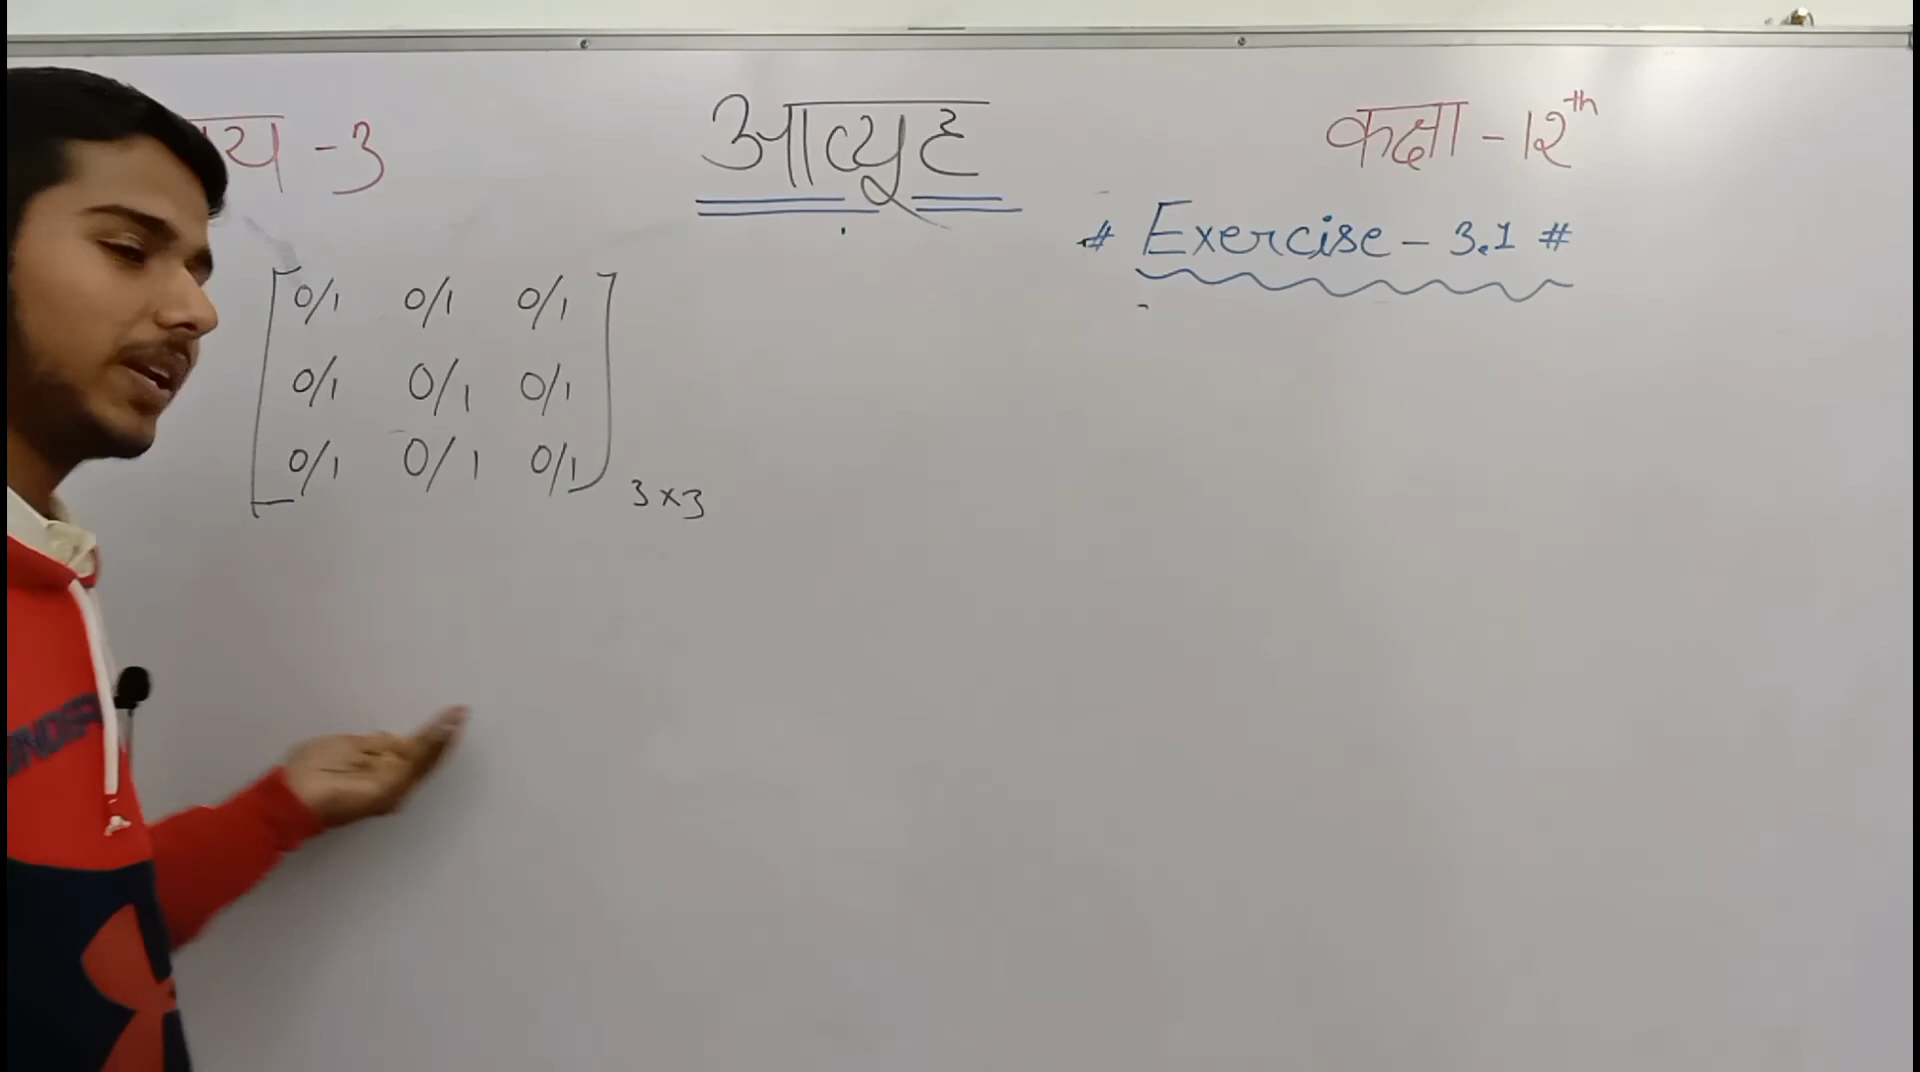 -3
आव्यूह
कक्षा - 12th
# Exercise - 3.1 #
0/1 0/1 0/1
0/1 0/1 0/1
0/1 0/1 0/1
3×3